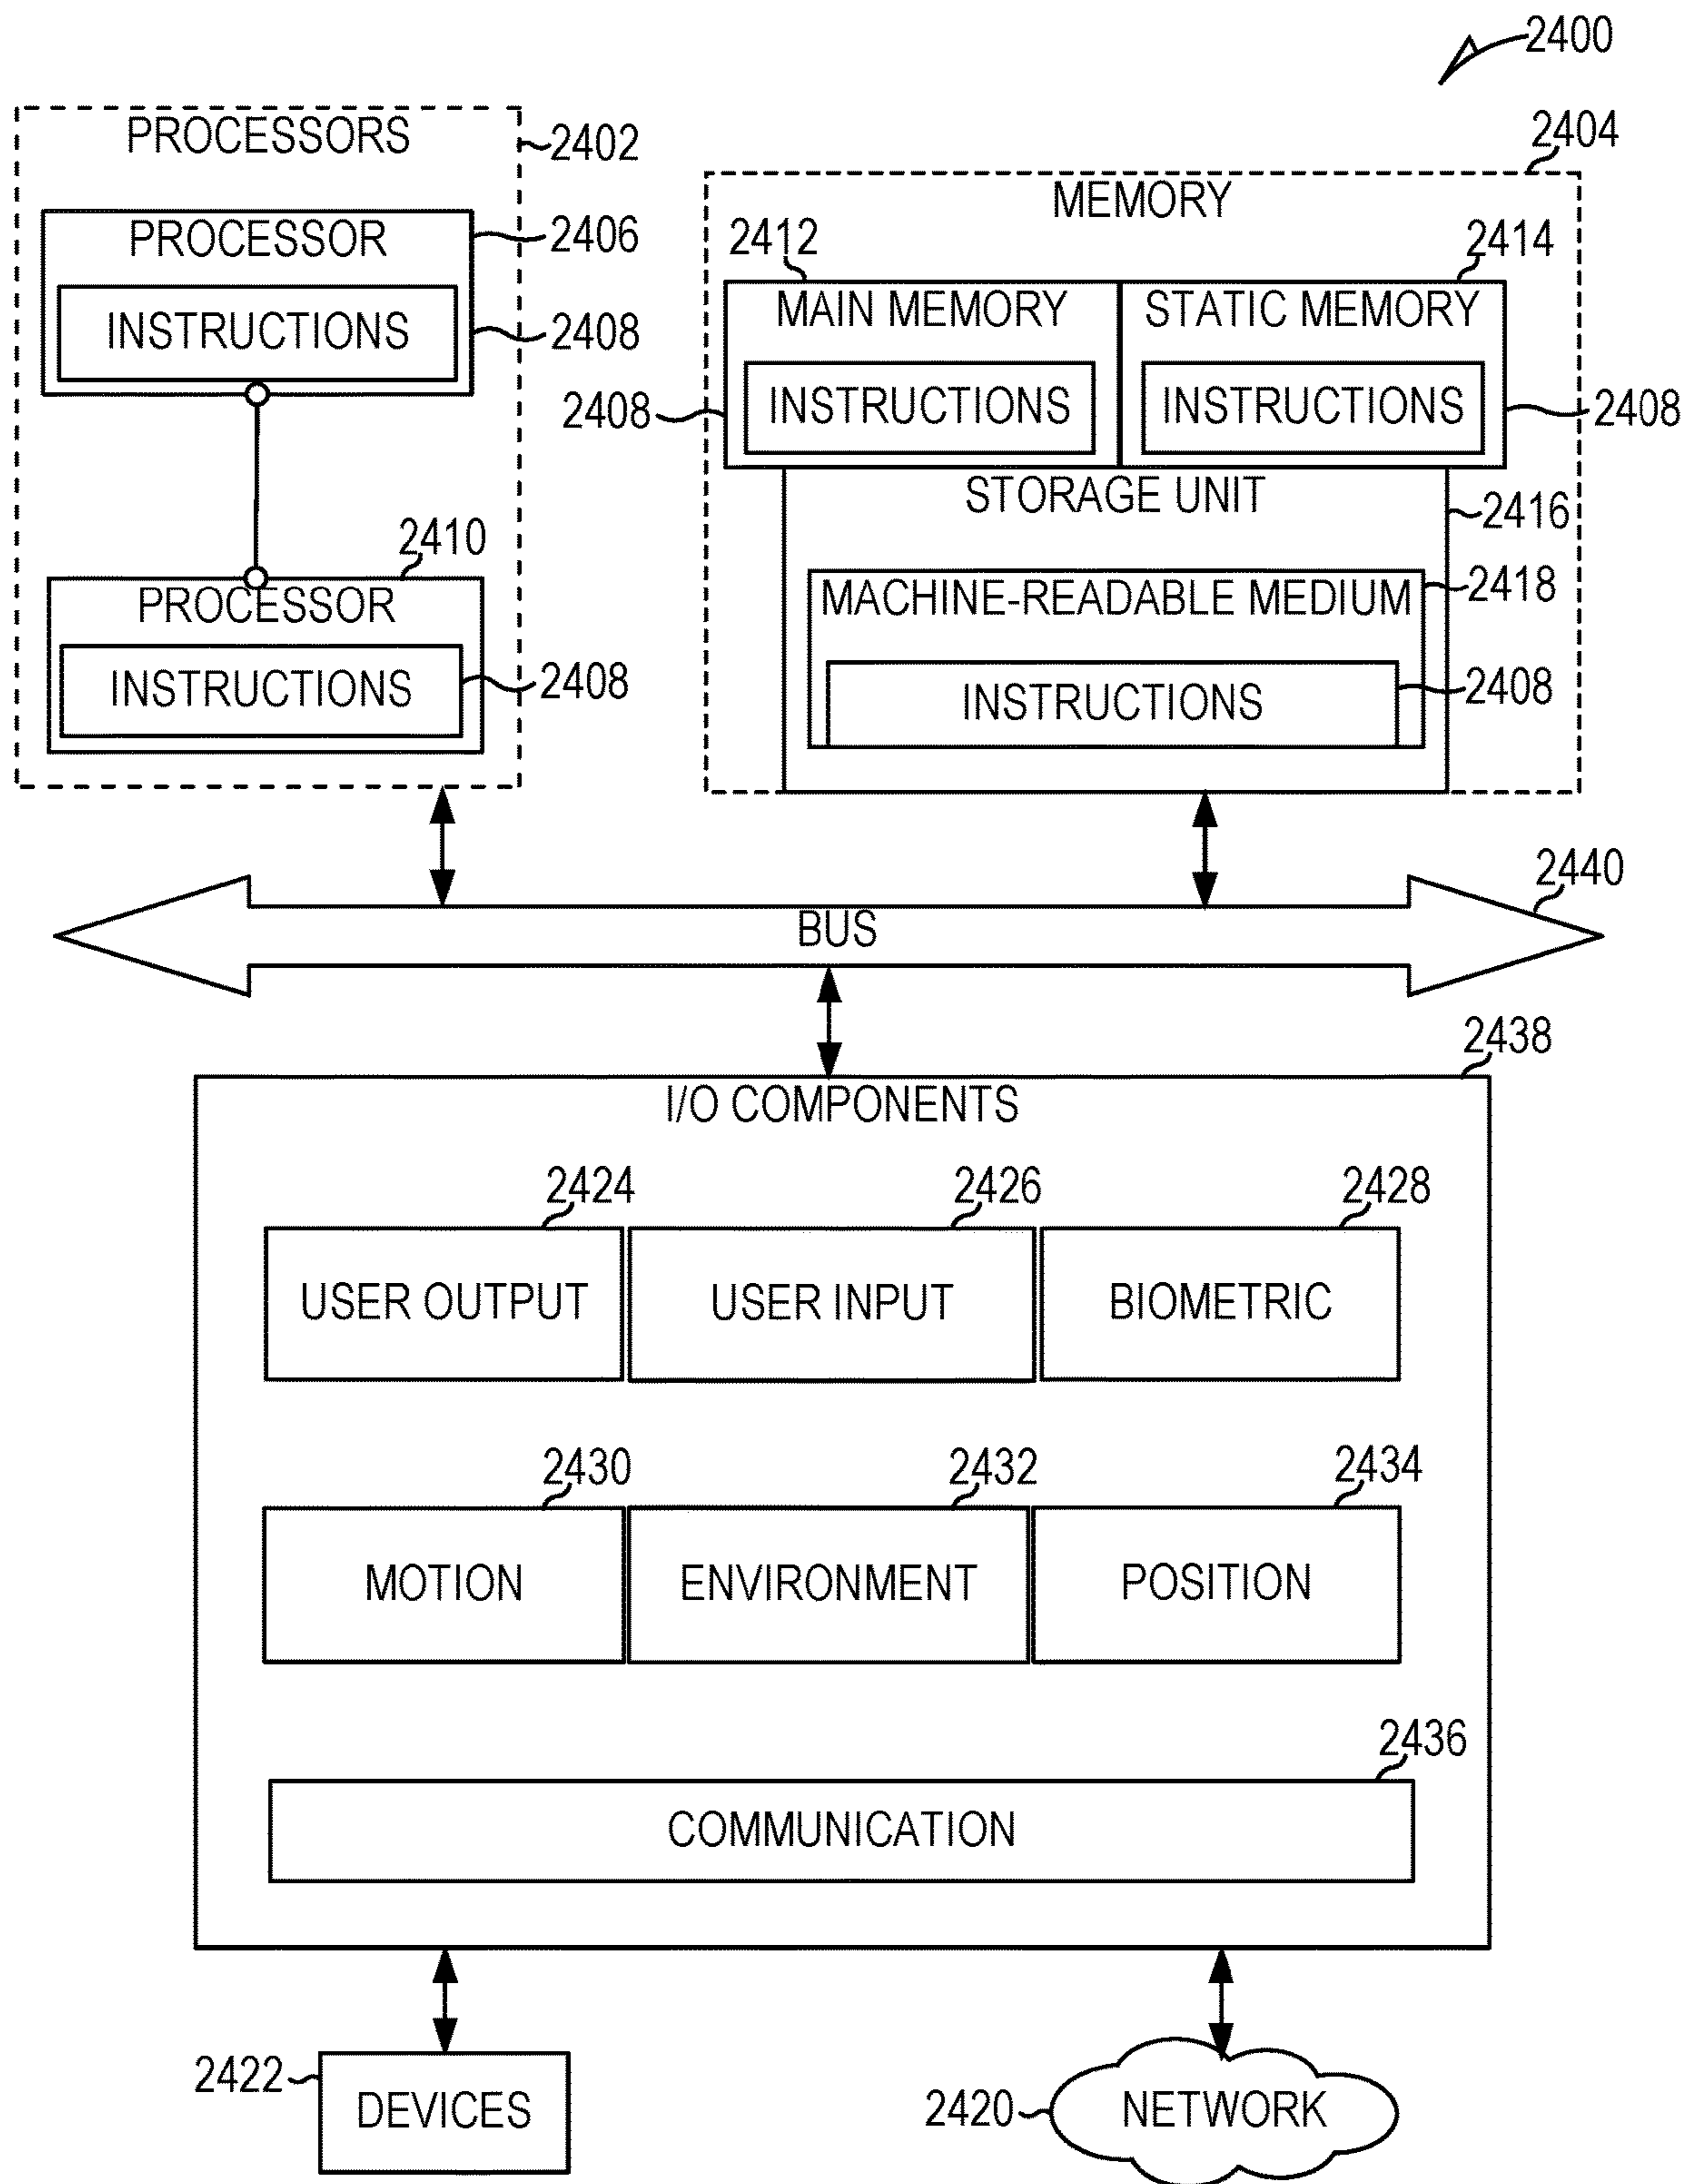 2400
PROCESSORS
2402
PROCESSOR
2406
INSTRUCTIONS
2408
2410
PROCESSOR
INSTRUCTIONS
2408
2404
MEMORY
2412
2414
MAIN MEMORY
STATIC MEMORY
2408
INSTRUCTIONS
INSTRUCTIONS
2408
STORAGE UNIT
2416
MACHINE-READABLE MEDIUM
2418
INSTRUCTIONS
2408
2440
BUS
2438
I/O COMPONENTS
2424
2426
2428
USER OUTPUT
USER INPUT
BIOMETRIC
2430
2432
2434
MOTION
ENVIRONMENT
POSITION
2436
COMMUNICATION
2422
DEVICES
2420
NETWORK